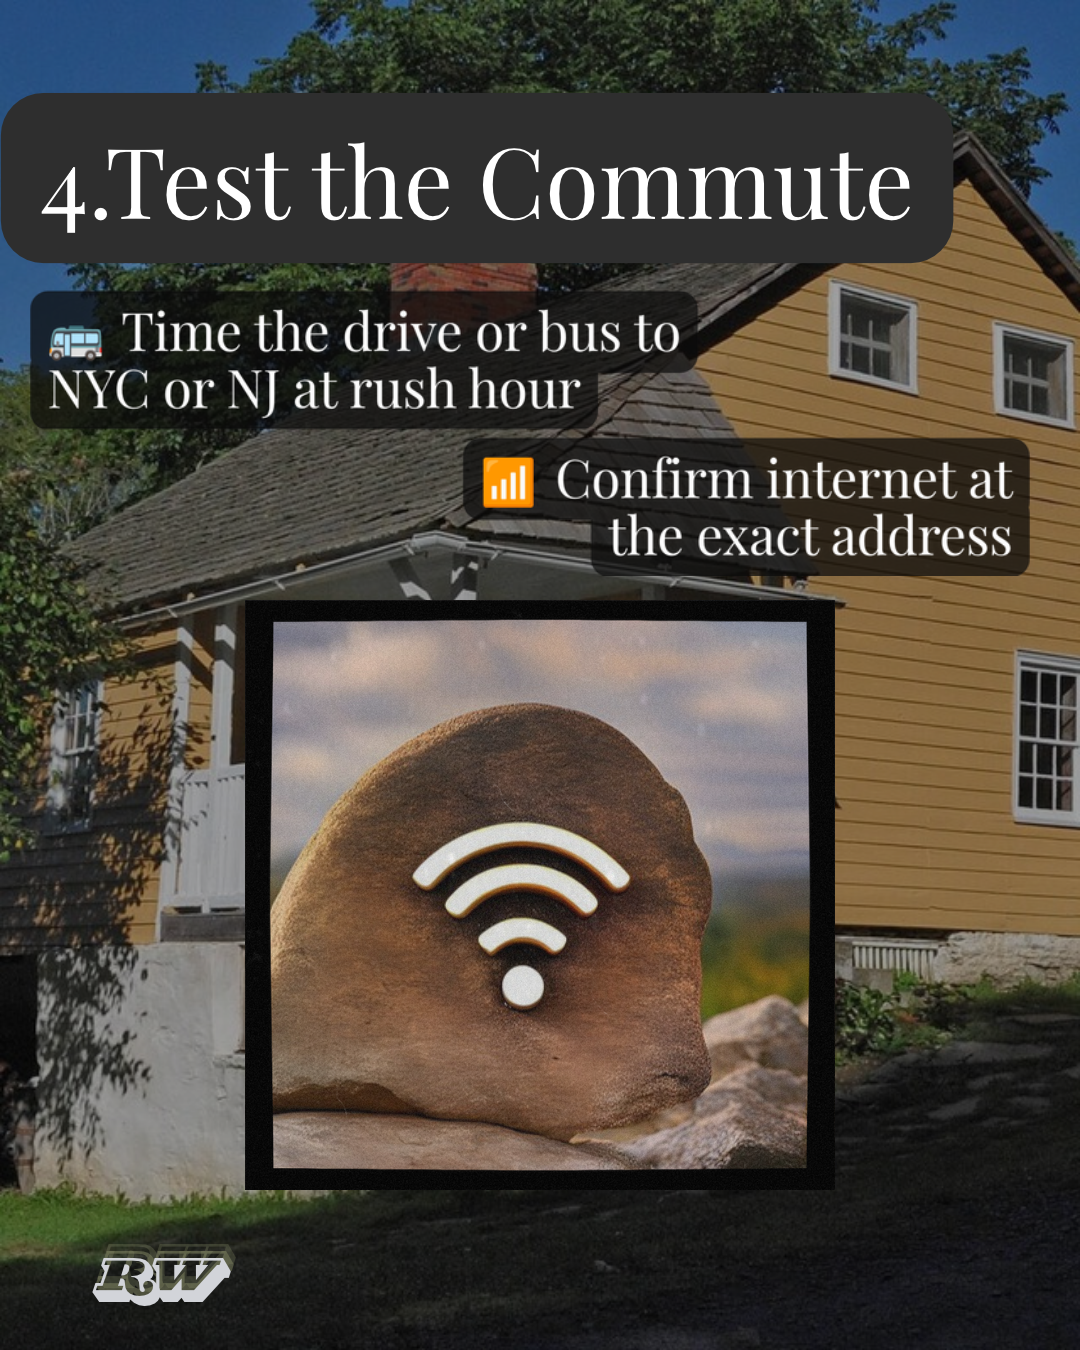 4.Test the Commute
🚌 Time the drive or bus to
NYC or NJ at rush hour
📶 Confirm internet at
the exact address
RW